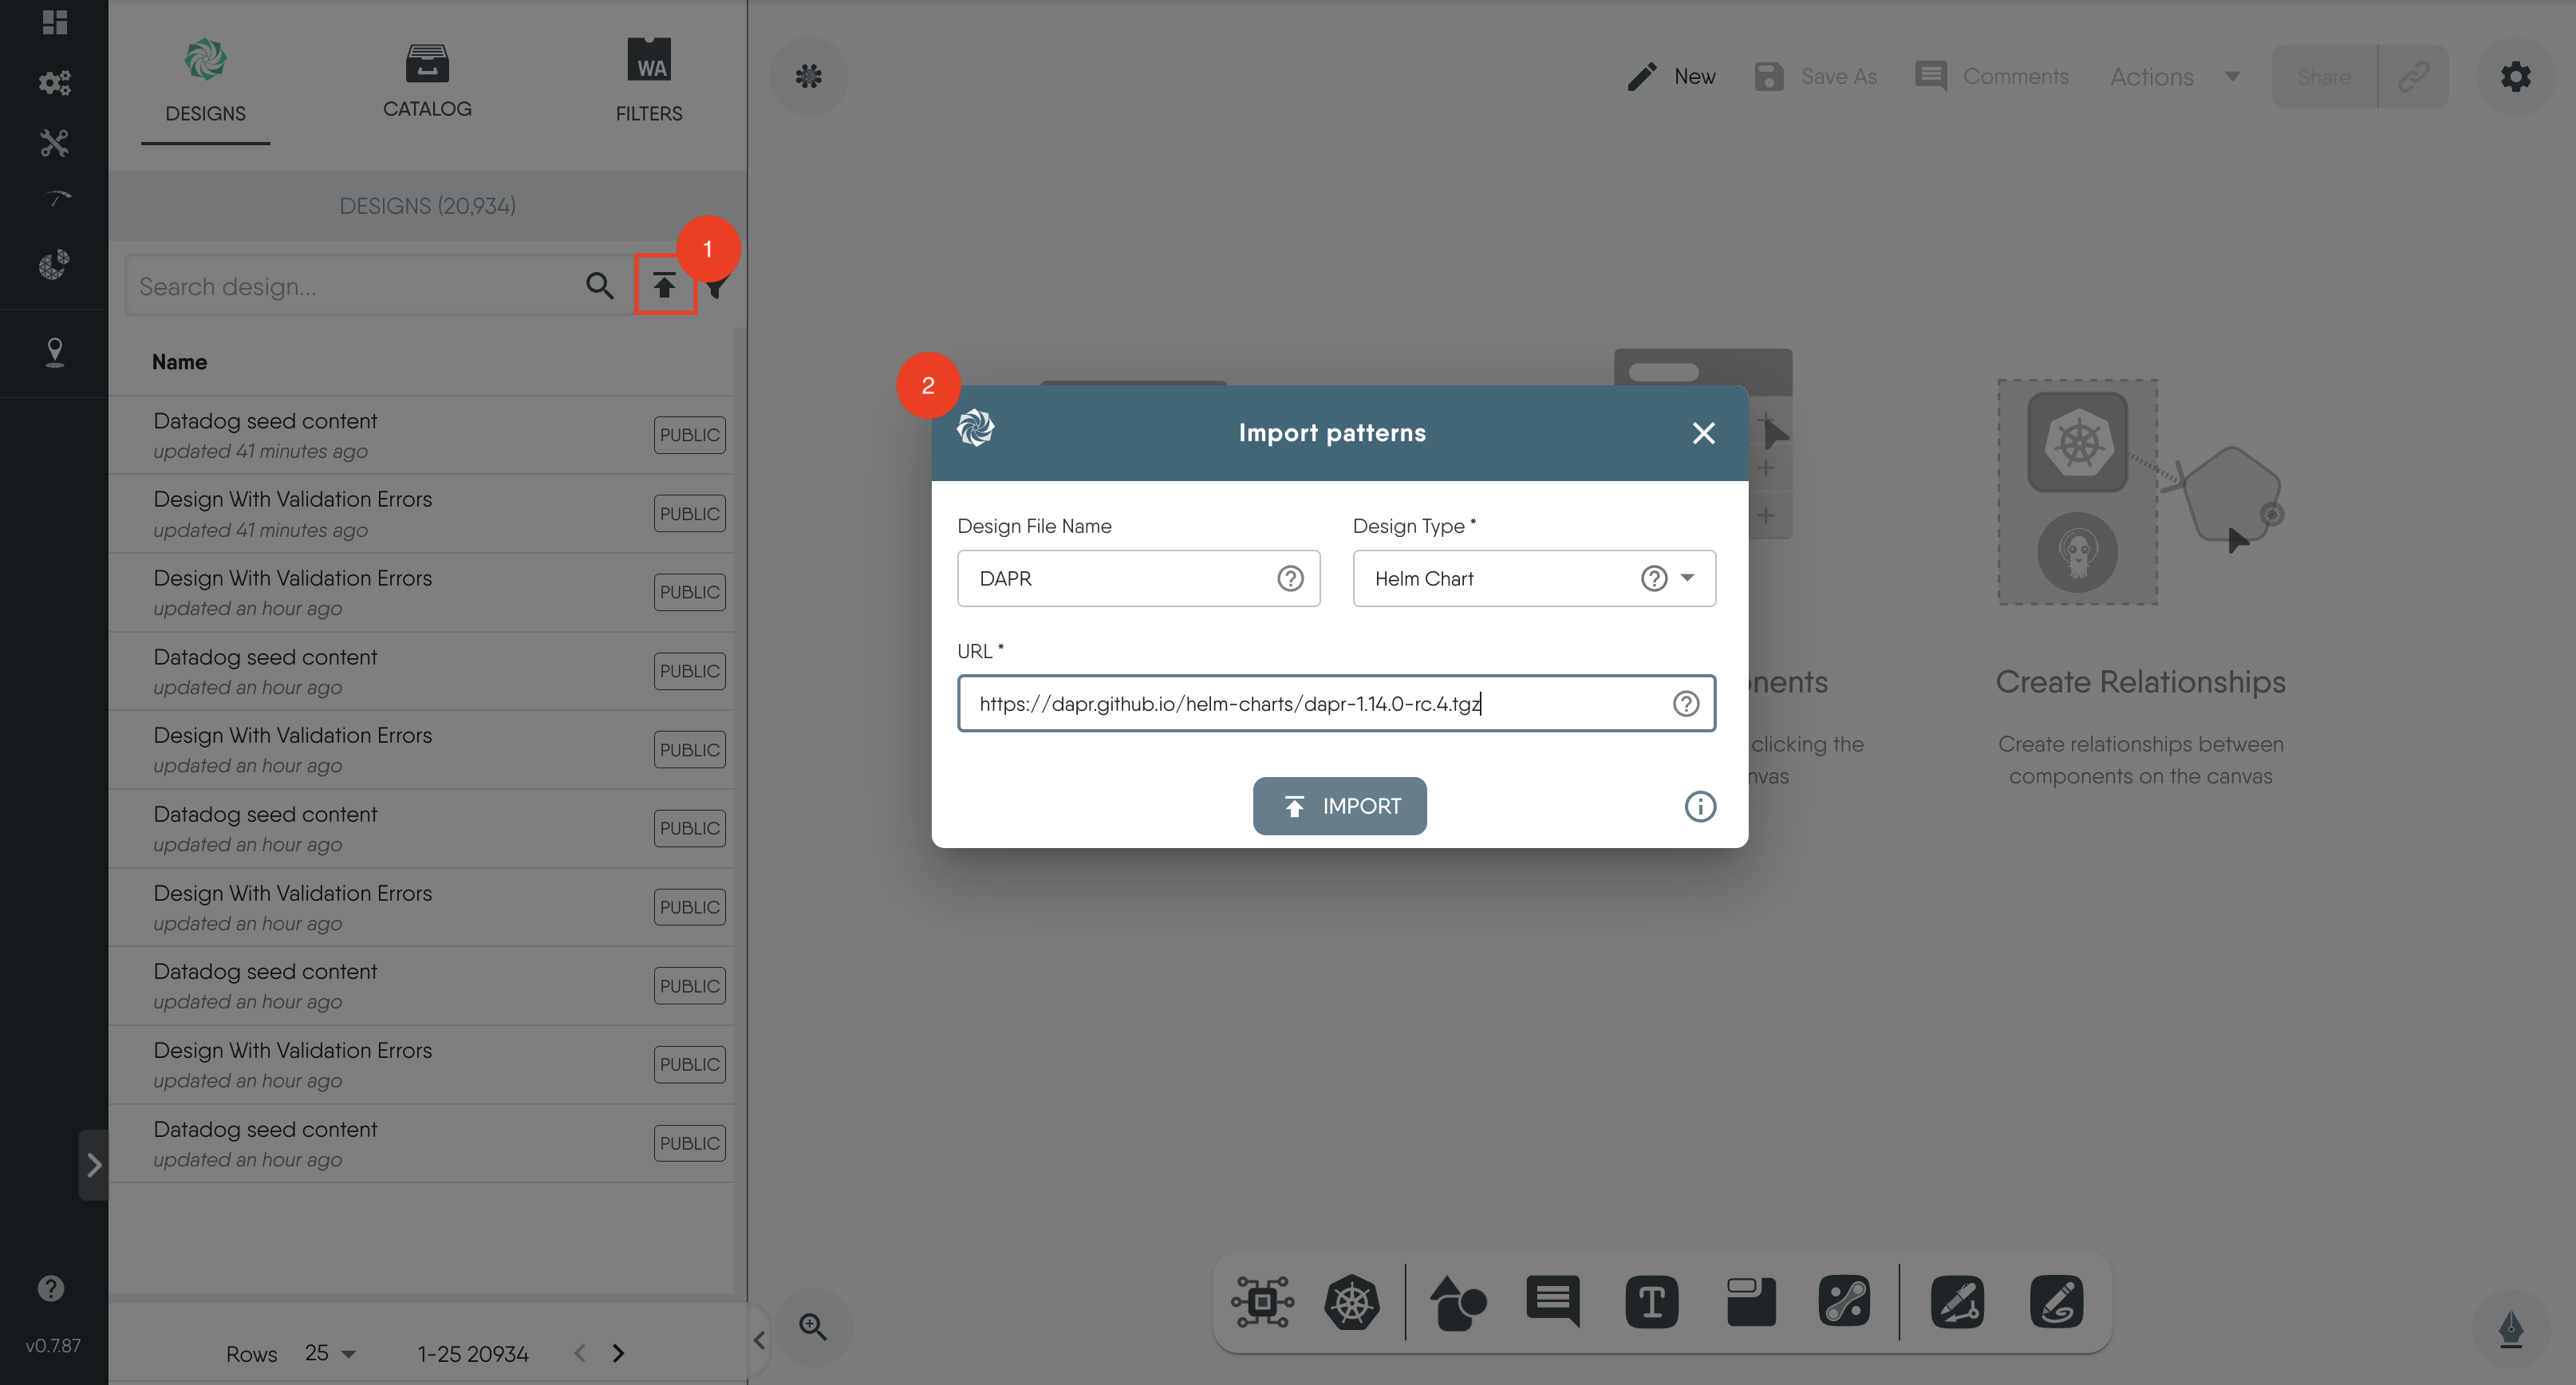 DESIGNS
CATALOG
WA
FILTERS
DESIGNS (20,934)
1
Search design...
Name
Datadog seed content
updated 41 minutes ago
PUBLIC
Design With Validation Errors
updated 41 minutes ago
PUBLIC
Design With Validation Errors
updated an hour ago
PUBLIC
Datadog seed content
updated an hour ago
PUBLIC
Design With Validation Errors
updated an hour ago
PUBLIC
Datadog seed content
updated an hour ago
PUBLIC
Design With Validation Errors
updated an hour ago
PUBLIC
Datadog seed content
updated an hour ago
PUBLIC
Design With Validation Errors
updated an hour ago
PUBLIC
Datadog seed content
updated an hour ago
PUBLIC
Rows 25 1-25 20934
v0.7.87
New Save As Comments Actions Share
2
Import patterns
Design File Name
DAPR
Design Type *
Helm Chart
URL *
https://dapr.github.io/helm-charts/dapr-1.14.0-rc.4.tgz
IMPORT
clicking the
Create Relationships
Create relationships between
components on the canvas
T